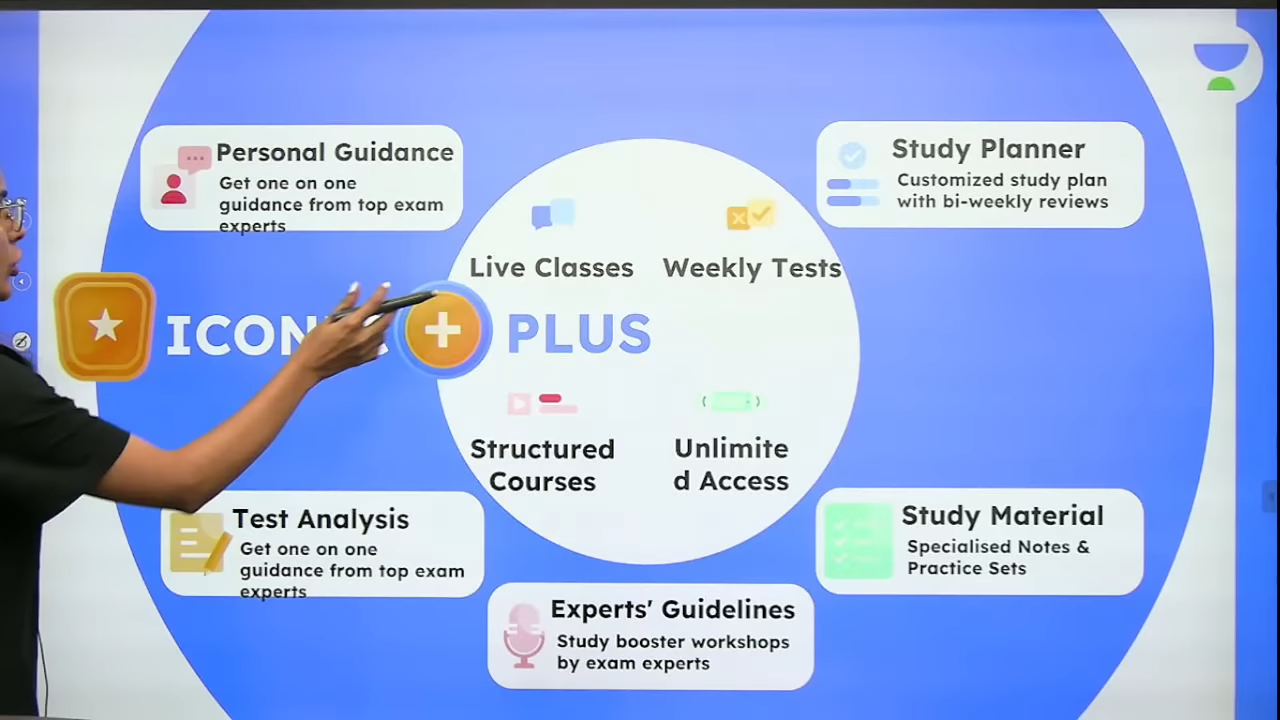 Personal Guidance
Get one on one
guidance from top exam
experts
Study Planner
Customized study plan
with bi-weekly reviews
Live Classes
Weekly Tests
PLUS
Structured
Courses
Unlimite
d Access
Test Analysis
Get one on one
guidance from top exam
experts
Study Material
Specialised Notes &
Practice Sets
Experts' Guidelines
Study booster workshops
by exam experts